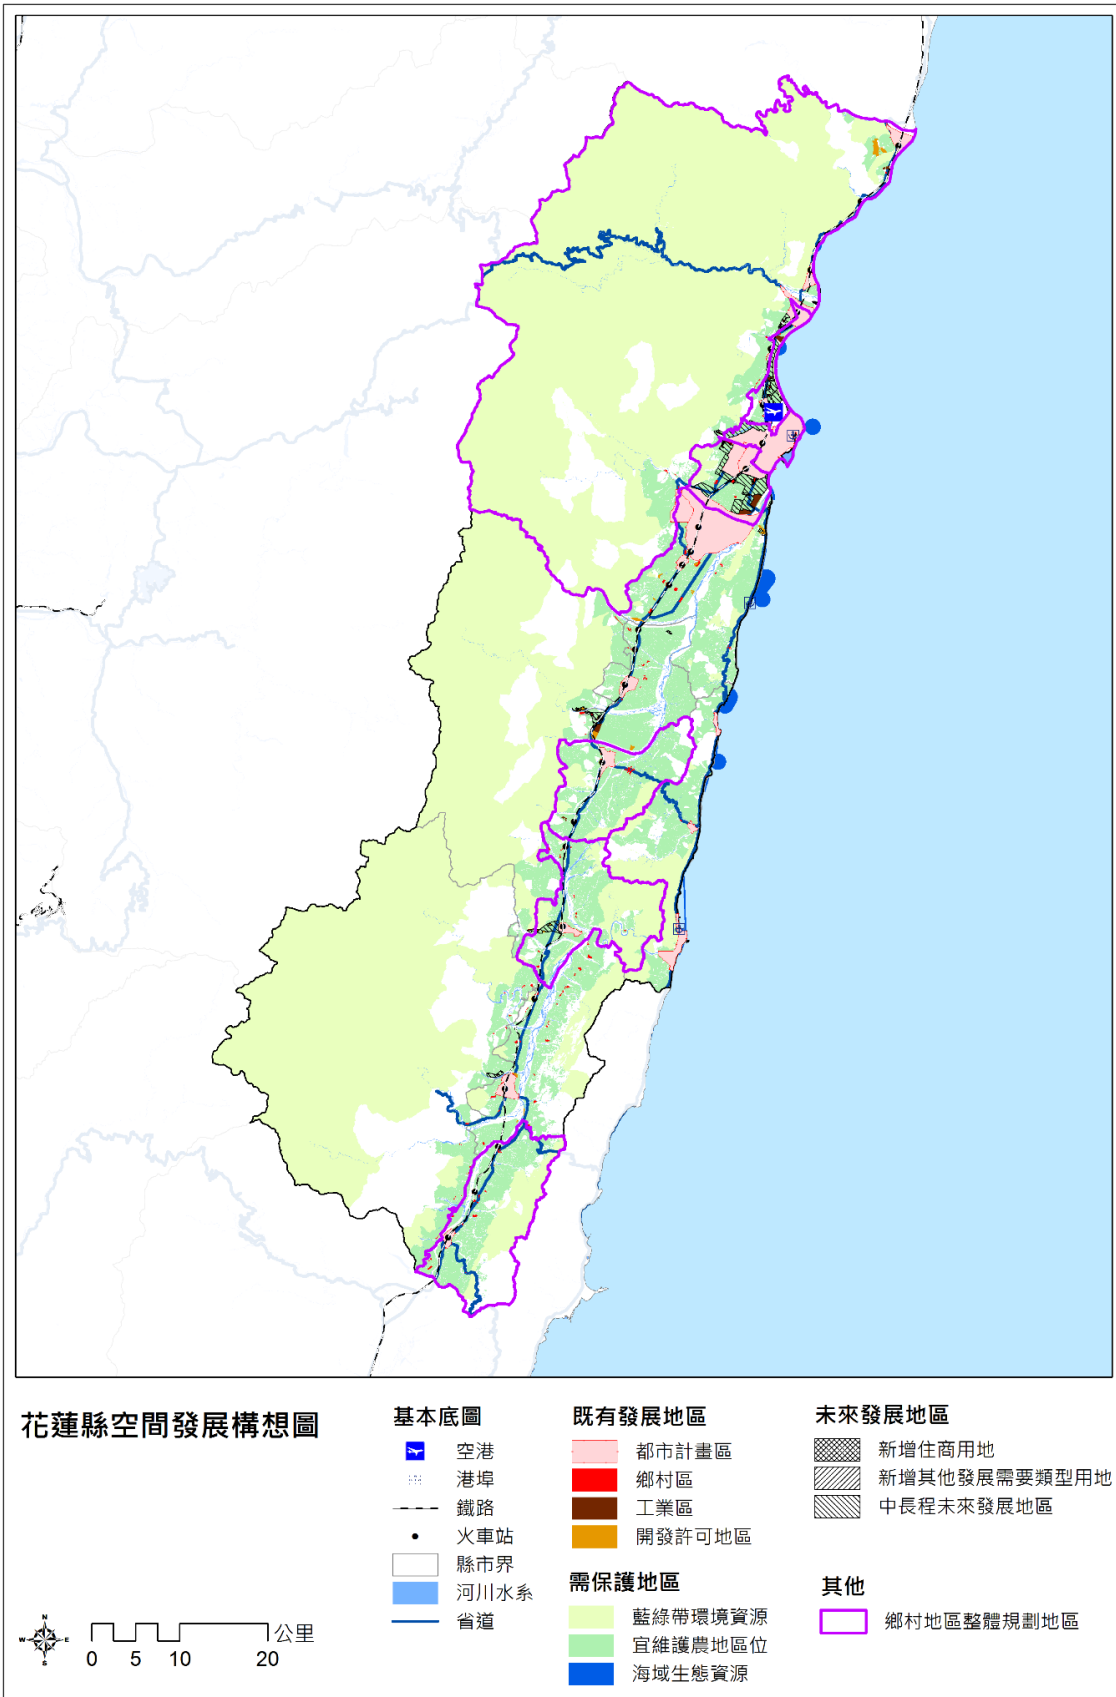 花蓮縣空間發展構想圖
基本底圖
空港
港埠
鐵路
火車站
縣市界
河川水系
省道
既有發展地區
都市計畫區
鄉村區
工業區
開發許可地區
需保護地區
藍綠帶環境資源
宜維護農地區位
海域生態資源
未來發展地區
新增住商用地
新增其他發展需要類型用地
中長程未來發展地區
其他
鄉村地區整體規劃地區
N
W E
S
公里
0 5 10 20